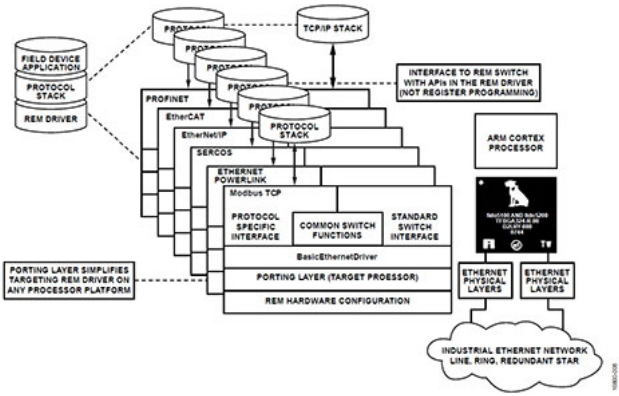 PROTOCOL
TCP/IP STACK
FIELD DEVICE
APPLICATION
PROTOCOL
STACK
REM DRIVER
INTERFACE TO REM SWITCH
WITH APIs IN THE REM DRIVER
(NOT REGISTER PROGRAMMING)
PROFINET
EtherCAT
EtherNet/IP
SERCOS
ETHERNET
POWERLINK
Modbus TCP
PROTOCOL
STACK
PROTOCOL
SPECIFIC
INTERFACE
COMMON SWITCH
FUNCTIONS
STANDARD
SWITCH
INTERFACE
BasicEthernetDriver
PORTING LAYER (TARGET PROESSOR)
REM HARDWARE CONFIGURATION
PORTING LAYER SIMPLIFIES
TARGETING REM DRIVER ON
ANY PROCESSOR PLATFORM
ARM CORTEX
PROCESSOR
fido5100 AND fido5200
ETHERNET
PHYSICAL
LAYERS
ETHERNET
PHYSICAL
LAYERS
INDUSTRIAL ETHERNET NETWORK
LINE, RING, REDUNDANT STAR